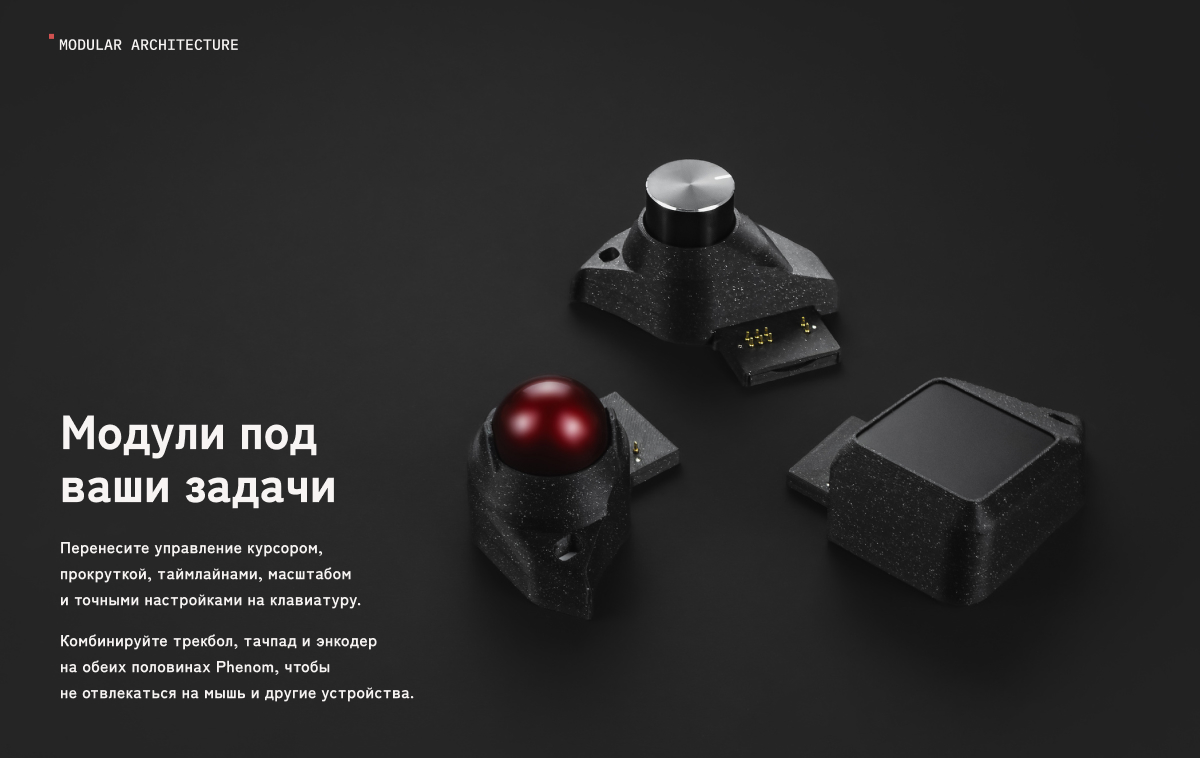 MODULAR ARCHITECTURE
Модули под
ваши задачи
Перенесите управление курсором,
прокруткой, таймлайнами, масштабом
и точными настройками на клавиатуру.
Комбинируйте трекбол, тачпад и энкодер
на обеих половинах Phenom, чтобы
не отвлекаться на мышь и другие устройства.